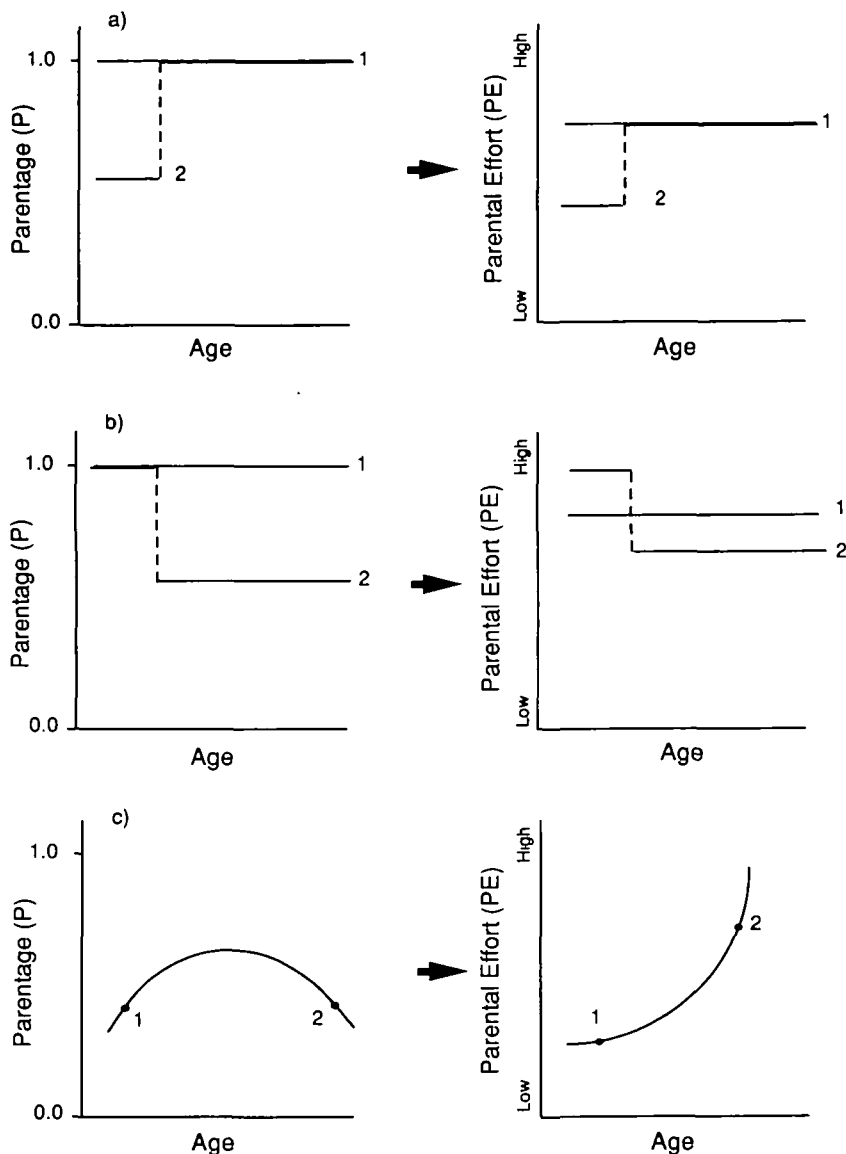 a)
Parentage (P)
1.0
0.0
1
2
Age
Parental Effort (PE)
High
Low
1
2
Age
b)
Parentage (P)
1.0
0.0
1
2
Age
Parental Effort (PE)
High
Low
1
2
Age
c)
Parentage (P)
1.0
0.0
1
2
Age
Parental Effort (PE)
High
Low
1
2
Age